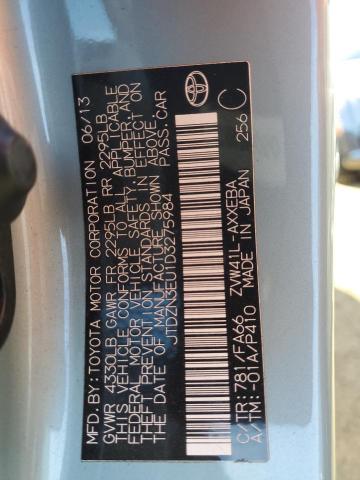 MFD. BY: TOYOTA MOTOR CORPORATION 06/13
GVWR 4330LB GAWR FR 2295LB RR 2295LB
THIS VEHICLE CONFORMS TO ALL APPLICABLE
FEDERAL MOTOR VEHICLE SAFETY, BUMPER, AND
THEFT PREVENTION STANDARDS IN EFFECT ON
THE DATE OF MANUFACTURE SHOWN ABOVE.
JTDZN3EU1D3275984 PASS.CAR
C/TR:781/FA66 ZVW41L-AXXEBA
A/TM:-01A/P410 MADE IN JAPAN 256 C